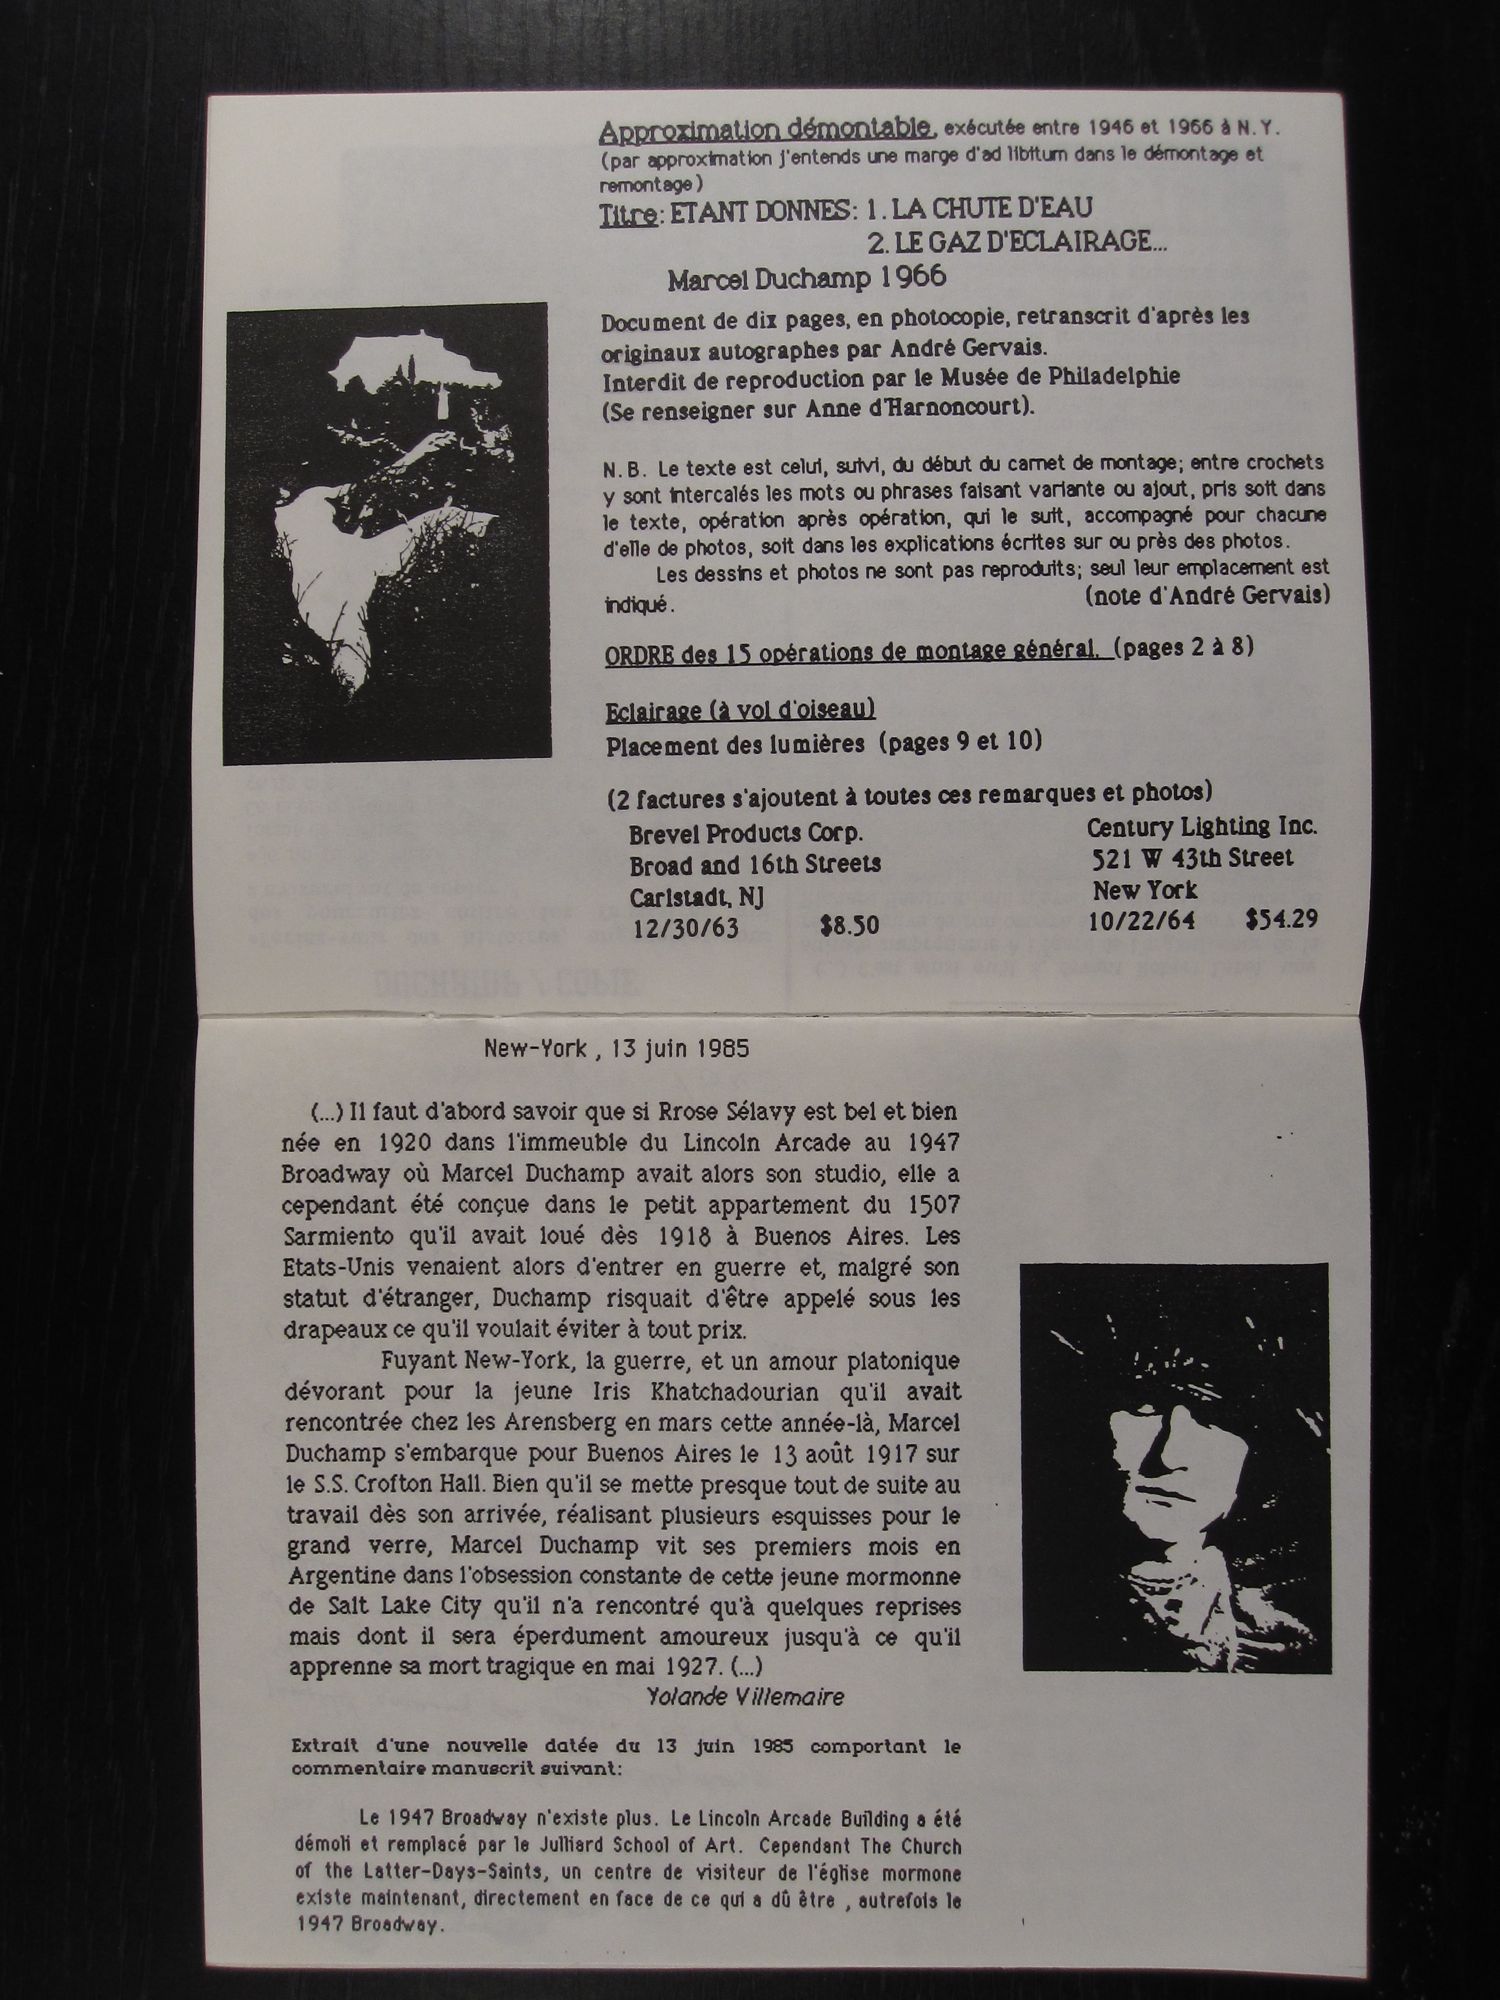 Approximation démontable, exécutée entre 1946 et 1966 à N.Y.
(par approximation j'entends une marge d'ad libitum dans le démontage et
remontage)
Titre: ETANT DONNES: 1. LA CHUTE D'EAU
2. LE GAZ D'ECLAIRAGE...
Marcel Duchamp 1966
Document de dix pages, en photocopie, retranscrit d'après les
originaux autographes par André Gervais.
Interdit de reproduction par le Musée de Philadelphie
(Se renseigner sur Anne d'Harnoncourt).
N.B. Le texte est celui, suivi, du début du carnet de montage; entre crochets
y sont intercalés les mots ou phrases faisant variante ou ajout, pris soit dans
le texte, opération après opération, qui le suit, accompagné pour chacune
d'elle de photos, soit dans les explications écrites sur ou près des photos.
Les dessins et photos ne sont pas reproduits; seul leur emplacement est
indiqué. (note d'André Gervais)
ORDRE des 15 opérations de montage général. (pages 2 à 8)
Eclairage (à vol d'oiseau)
Placement des lumières (pages 9 et 10)
(2 factures s'ajoutent à toutes ces remarques et photos)
Brevel Products Corp. Century Lighting Inc.
Broad and 16th Streets 521 W 43th Street
Carlstadt, NJ New York
12/30/63 $8.50 10/22/64 $54.29
DUCHAMP / COPIE
New-York , 13 juin 1985
(...) Il faut d'abord savoir que si Rrose Sélavy est bel et bien
née en 1920 dans l'immeuble du Lincoln Arcade au 1947
Broadway où Marcel Duchamp avait alors son studio, elle a
cependant été conçue dans le petit appartement du 1507
Sarmiento qu'il avait loué dès 1918 à Buenos Aires. Les
Etats-Unis venaient alors d'entrer en guerre et, malgré son
statut d'étranger, Duchamp risquait d'être appelé sous les
drapeaux ce qu'il voulait éviter à tout prix.
Fuyant New-York, la guerre, et un amour platonique
dévorant pour la jeune Iris Khatchadourian qu'il avait
rencontrée chez les Arensberg en mars cette année-là, Marcel
Duchamp s'embarque pour Buenos Aires le 13 août 1917 sur
le S.S. Crofton Hall. Bien qu'il se mette presque tout de suite au
travail dès son arrivée, réalisant plusieurs esquisses pour le
grand verre, Marcel Duchamp vit ses premiers mois en
Argentine dans l'obsession constante de cette jeune mormonne
de Salt Lake City qu'il n'a rencontré qu'à quelques reprises
mais dont il sera éperdument amoureux jusqu'à ce qu'il
apprenne sa mort tragique en mai 1927. (...)
Yolande Villemaire
Extrait d'une nouvelle datée du 13 juin 1985 comportant le
commentaire manuscrit suivant:
Le 1947 Broadway n'existe plus. Le Lincoln Arcade Building a été
démoli et remplacé par le Julliard School of Art. Cependant The Church
of the Latter-Days-Saints, un centre de visiteur de l'église mormone
existe maintenant, directement en face de ce qui a dû être , autrefois le
1947 Broadway.